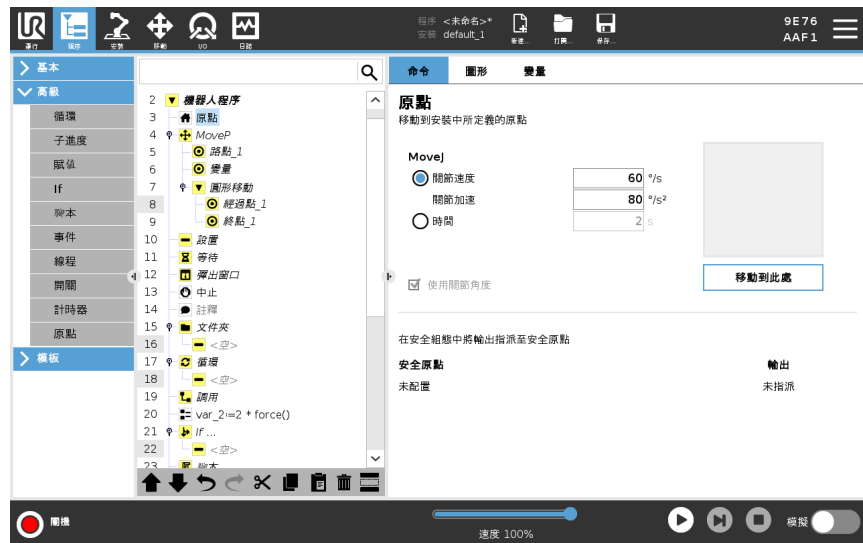 UR
運行
程序
安裝
移動
I/O
日誌
程序 <未命名>*
安裝 default_1
新建...
打開...
保存...
9E76
AAF1
基本
高級
循環
子進度
賦值
If
腳本
事件
線程
開關
計時器
原點
模板
2 機器人程序
3 原點
4 MoveP
5 路點_1
6 變量
7 圓形移動
8 經過點_1
9 終點_1
10 設置
11 等待
12 彈出窗口
13 中止
14 註釋
15 文件夾
16 <空>
17 循環
18 <空>
19 調用
20 var_2≔2 * force()
21 If ...
22 <空>
23 腳本
命令
圖形
變量
原點
移動到安裝中所定義的原點
MoveJ
關節速度 60 °/s
關節加速 80 °/s²
時間 2 s
使用關節角度
移動到此處
在安全組態中將輸出指派至安全原點
安全原點 輸出
未配置 未指派
關機
速度 100%
模擬